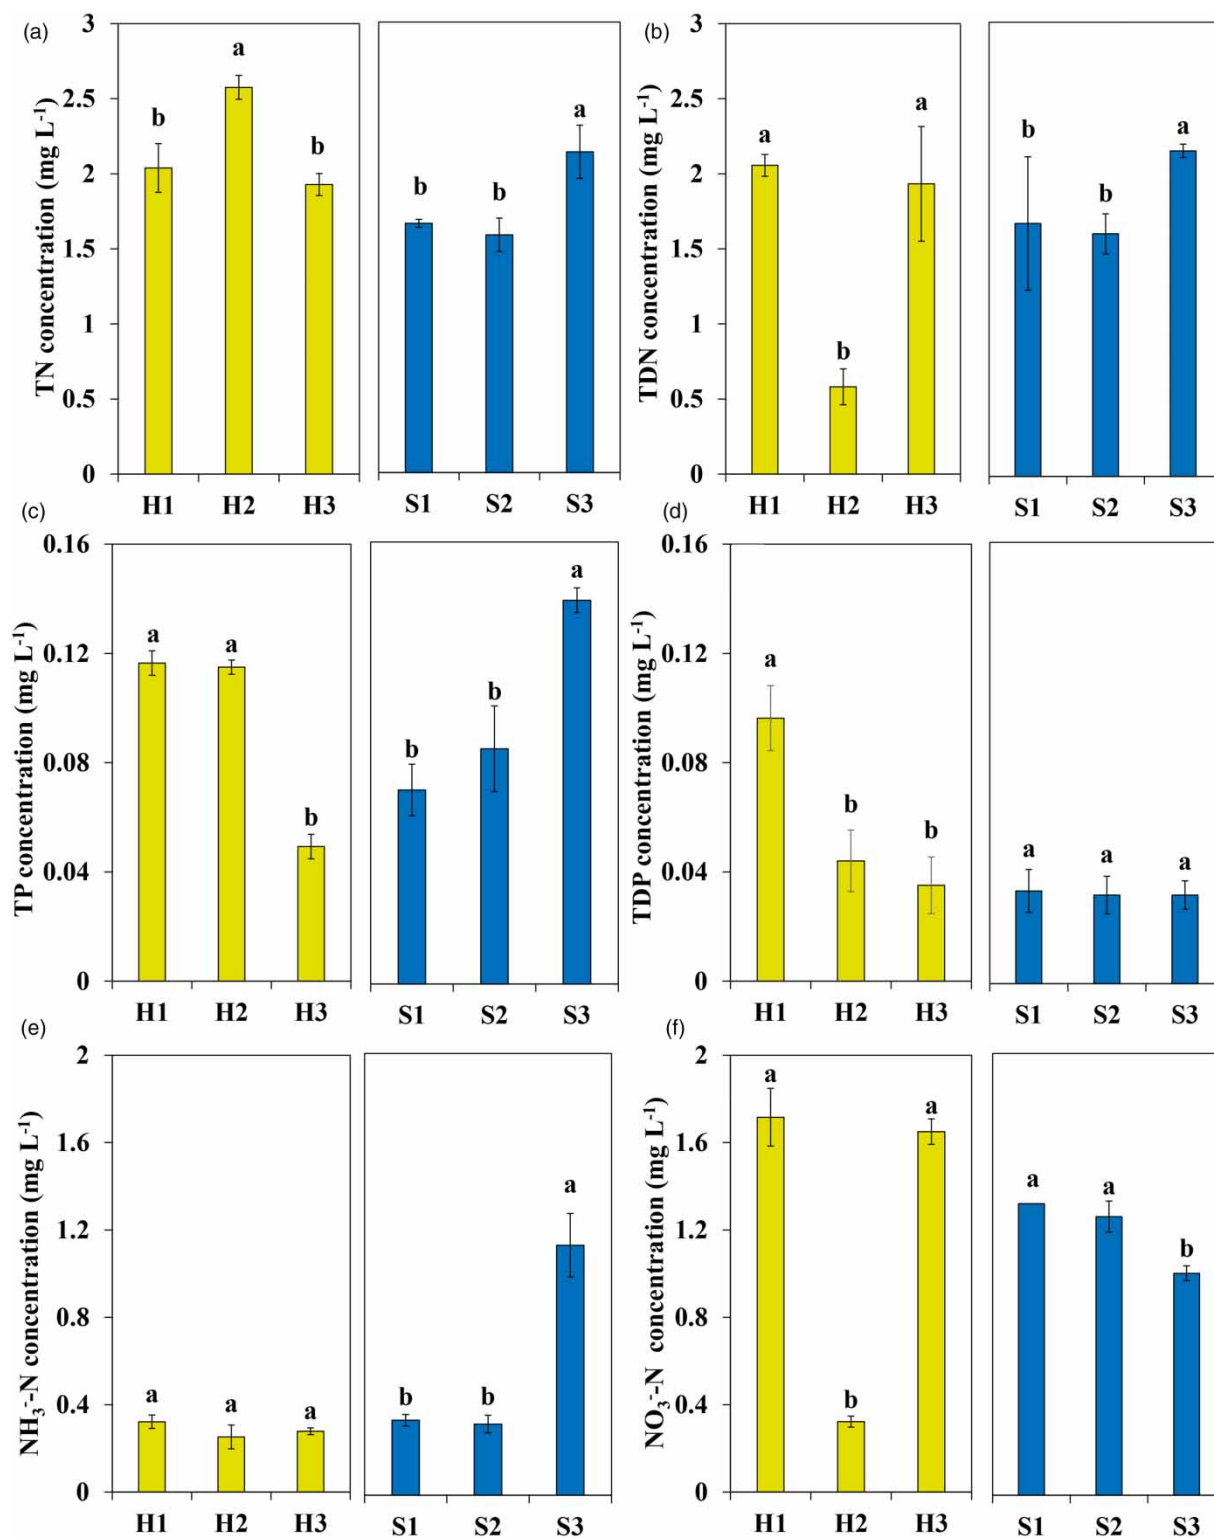 (a)
TN concentration (mg L-1)
3
2.5
2
1.5
1
0.5
0
b
a
b
H1
H2
H3
b
b
a
S1
S2
S3
(b)
TDN concentration (mg L-1)
3
2.5
2
1.5
1
0.5
0
a
b
a
H1
H2
H3
b
b
a
S1
S2
S3
(c)
TP concentration (mg L-1)
0.16
0.12
0.08
0.04
0
a
a
b
H1
H2
H3
b
b
a
S1
S2
S3
(d)
TDP concentration (mg L-1)
0.16
0.12
0.08
0.04
0
a
b
b
H1
H2
H3
a
a
a
S1
S2
S3
(e)
NH3--N concentration (mg L-1)
2
1.6
1.2
0.8
0.4
0
a
a
a
H1
H2
H3
b
b
a
S1
S2
S3
(f)
NO3--N concentration (mg L-1)
2
1.6
1.2
0.8
0.4
0
a
b
a
H1
H2
H3
a
a
b
S1
S2
S3